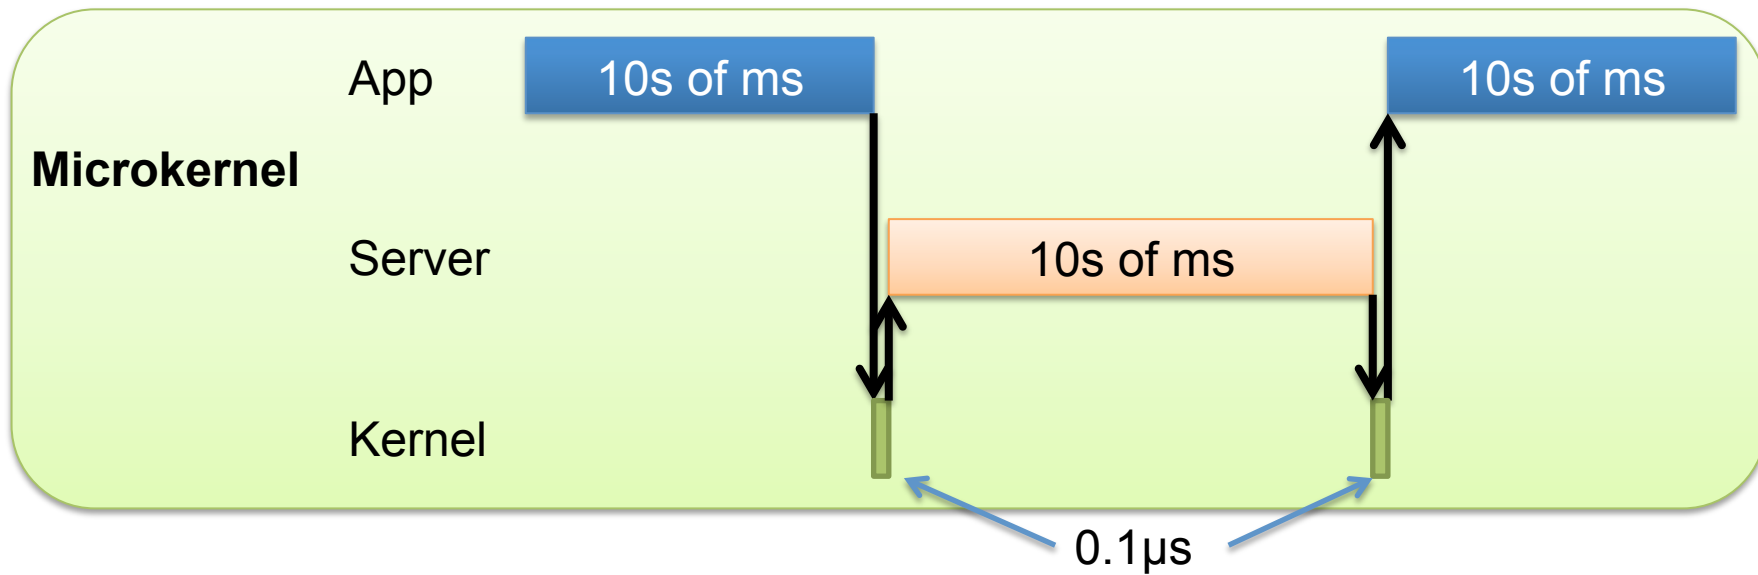 App
10s of ms
10s of ms
Microkernel
Server
10s of ms
Kernel
0.1µs